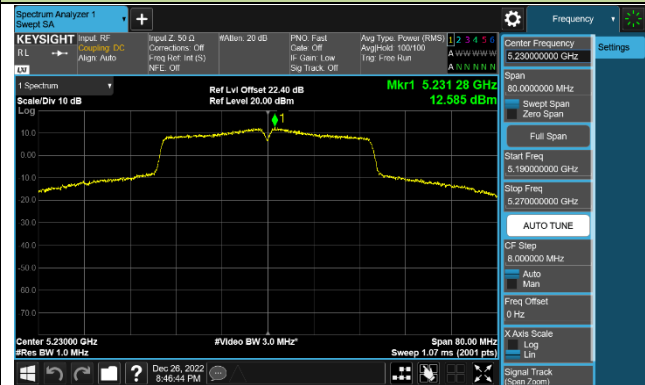 Spectrum Analyzer 1
Swept SA
Frequency
KEYSIGHT
RL
Input: RF
Coupling: DC
Align: Auto
Input Z: 50 Ω
Corrections: Off
Freq Ref: Int (S)
NFE: Off
#Atten: 20 dB
PNO: Fast
Gate: Off
IF Gain: Low
Sig Track: Off
Avg Type: Power (RMS)
Avg|Hold: 100/100
Trig: Free Run
1 2 3 4 5 6
A W W W W W
A N N N N N
1 Spectrum
Scale/Div 10 dB
Log
Ref Lvl Offset 22.40 dB
Ref Level 20.00 dBm
Mkr1 5.231 28 GHz
12.585 dBm
1
10.0
0.00
-10.0
-20.0
-30.0
-40.0
-50.0
-60.0
-70.0
Center 5.23000 GHz
#Res BW 1.0 MHz
#Video BW 3.0 MHz*
Span 80.00 MHz
Sweep 1.07 ms (2001 pts)
Dec 26, 2022
8:46:44 PM
Center Frequency
5.230000000 GHz
Settings
Span
80.0000000 MHz
Swept Span
Zero Span
Full Span
Start Freq
5.190000000 GHz
Stop Freq
5.270000000 GHz
AUTO TUNE
CF Step
8.000000 MHz
Auto
Man
Freq Offset
0 Hz
X Axis Scale
Log
Lin
Signal Track
(Span Zoom)